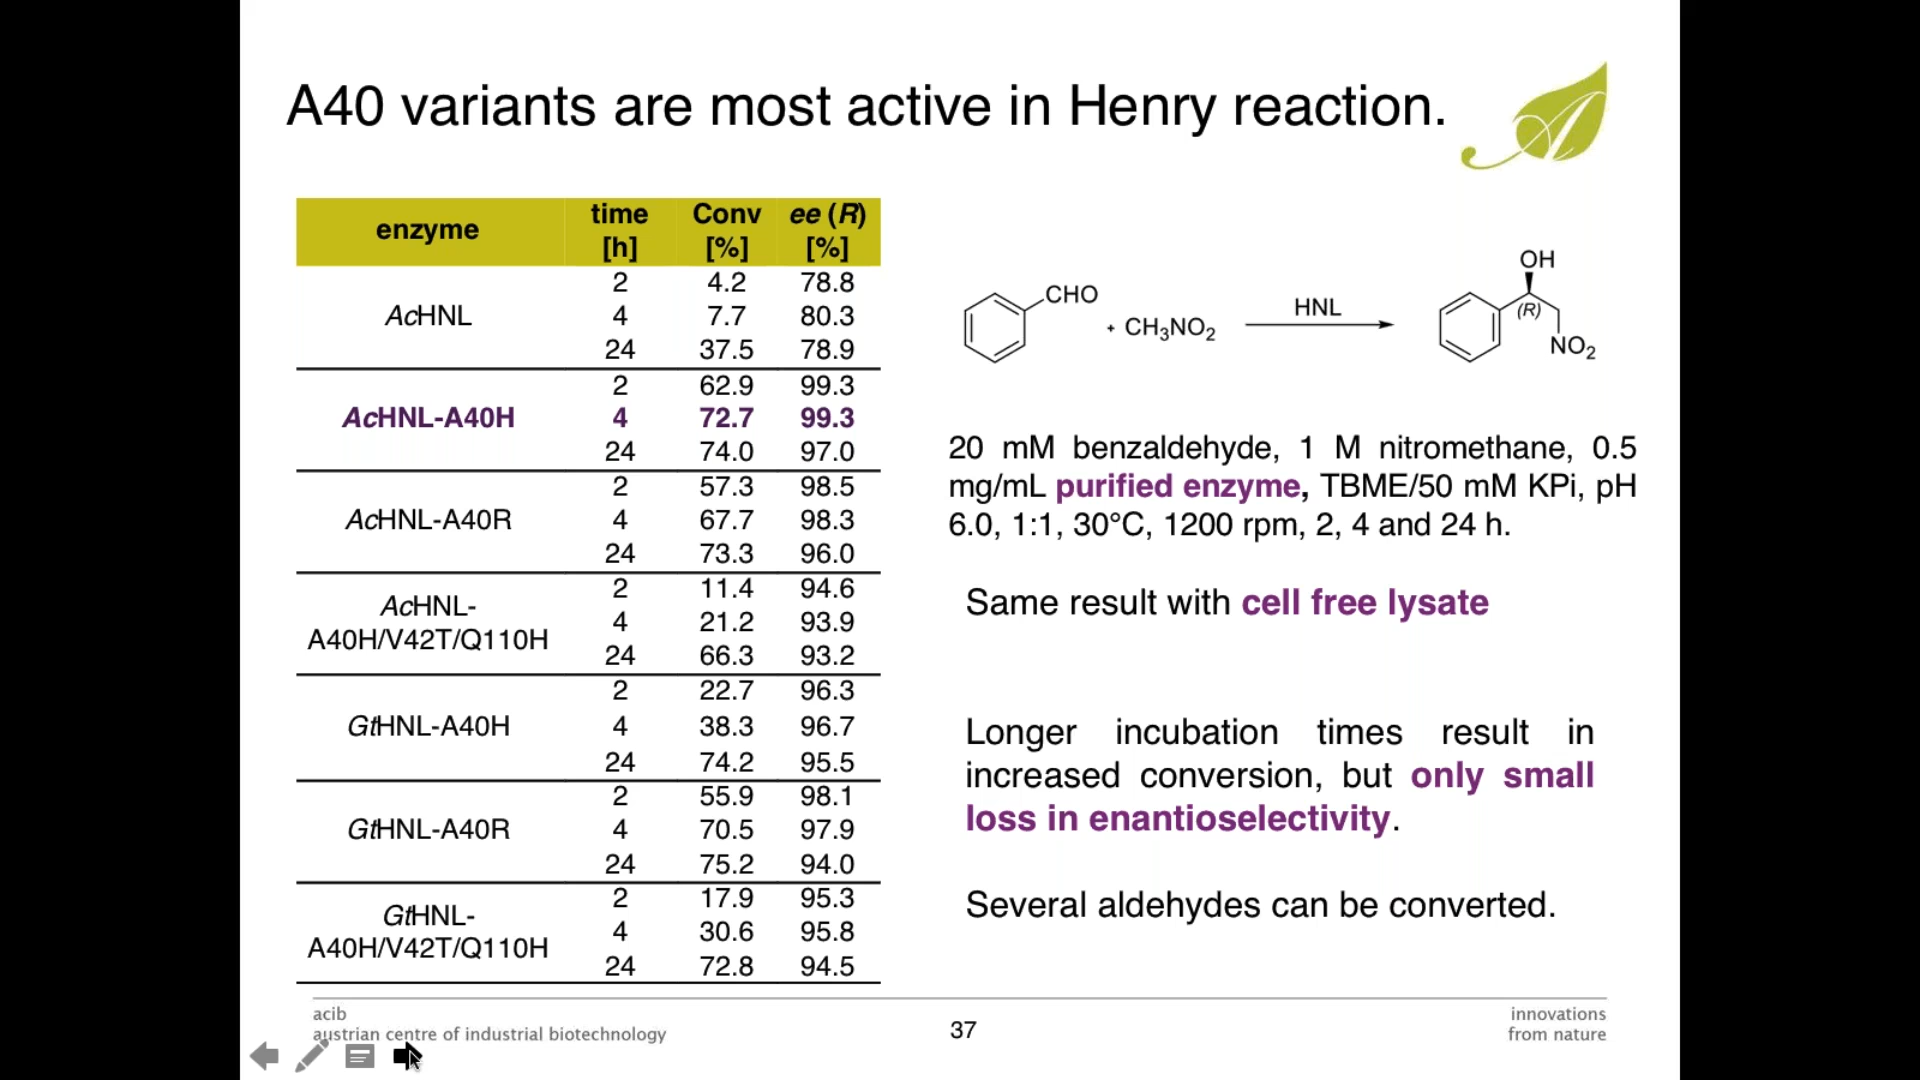 A40 variants are most active in Henry reaction.
enzyme time [h] Conv [%] ee (R) [%]
AcHNL 2 4.2 78.8
4 7.7 80.3
24 37.5 78.9
AcHNL-A40H 2 62.9 99.3
4 72.7 99.3
24 74.0 97.0
AcHNL-A40R 2 57.3 98.5
4 67.7 98.3
24 73.3 96.0
AcHNL-A40H/V42T/Q110H 2 11.4 94.6
4 21.2 93.9
24 66.3 93.2
GtHNL-A40H 2 22.7 96.3
4 38.3 96.7
24 74.2 95.5
GtHNL-A40R 2 55.9 98.1
4 70.5 97.9
24 75.2 94.0
GtHNL-A40H/V42T/Q110H 2 17.9 95.3
4 30.6 95.8
24 72.8 94.5
CHO + CH3NO2 HNL OH (R) NO2
20 mM benzaldehyde, 1 M nitromethane, 0.5
mg/mL purified enzyme, TBME/50 mM KPi, pH
6.0, 1:1, 30°C, 1200 rpm, 2, 4 and 24 h.
Same result with cell free lysate
Longer incubation times result in
increased conversion, but only small
loss in enantioselectivity.
Several aldehydes can be converted.
acib
austrian centre of industrial biotechnology
37
innovations
from nature